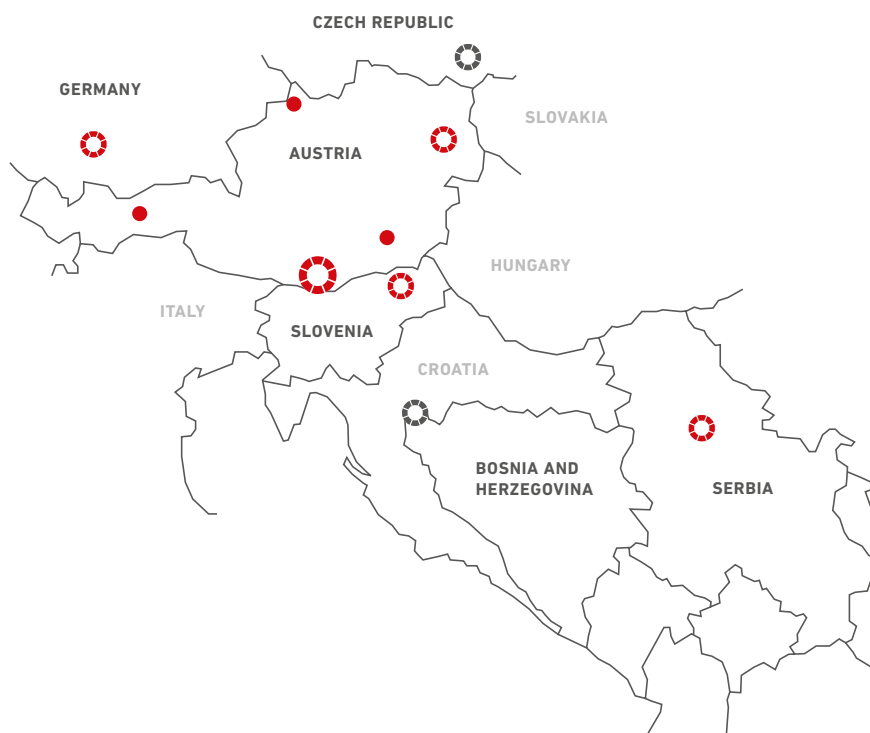 CZECH REPUBLIC
GERMANY
SLOVAKIA
AUSTRIA
HUNGARY
ITALY
SLOVENIA
CROATIA
BOSNIA AND
HERZEGOVINA
SERBIA